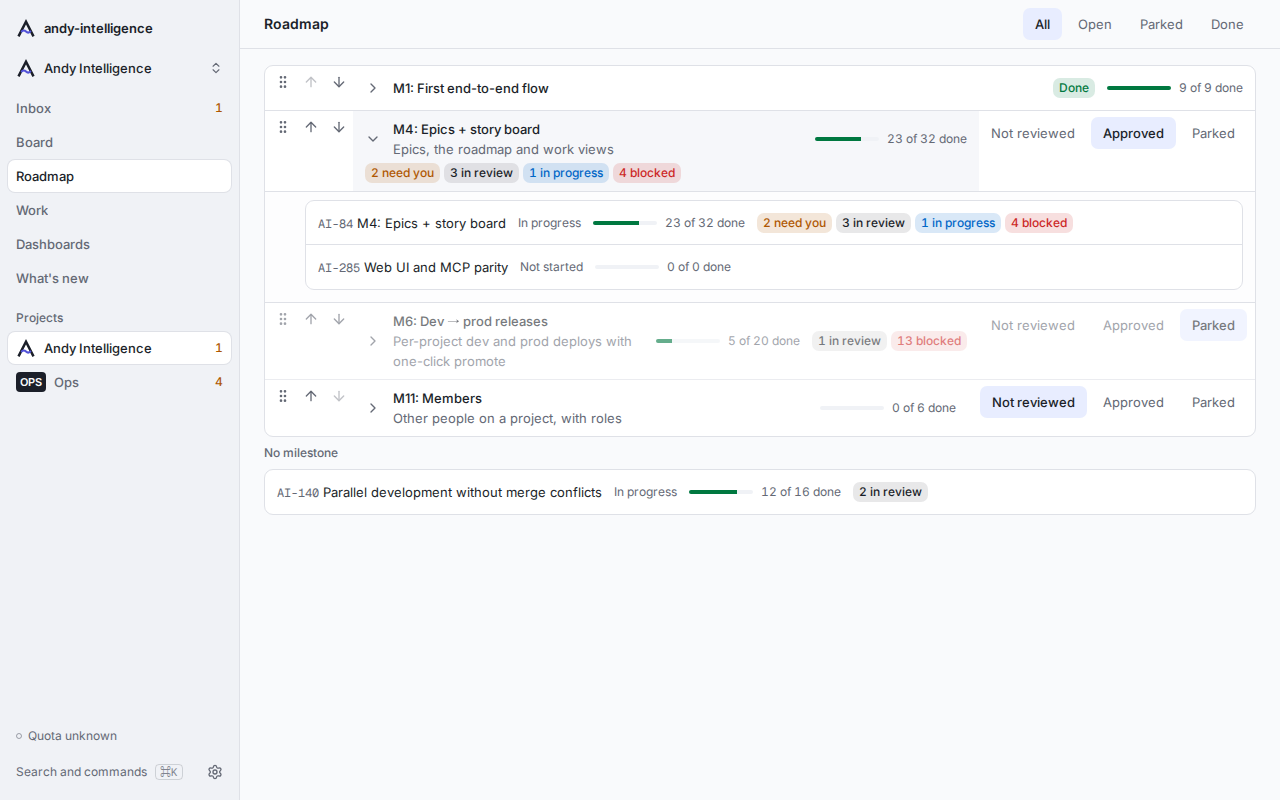 andy-intelligence
Andy Intelligence
Inbox 1
Board
Roadmap
Work
Dashboards
What's new
Projects
Andy Intelligence 1
OPS Ops 4
Quota unknown
Search and commands ⌘K
Roadmap
All Open Parked Done
M1: First end-to-end flow Done 9 of 9 done
M4: Epics + story board
Epics, the roadmap and work views
23 of 32 done
Not reviewed Approved Parked
2 need you 3 in review 1 in progress 4 blocked
AI-84 M4: Epics + story board In progress 23 of 32 done 2 need you 3 in review 1 in progress 4 blocked
AI-285 Web UI and MCP parity Not started 0 of 0 done
M6: Dev → prod releases
Per-project dev and prod deploys with
one-click promote
5 of 20 done 1 in review 13 blocked
Not reviewed Approved Parked
M11: Members
Other people on a project, with roles
0 of 6 done
Not reviewed Approved Parked
No milestone
AI-140 Parallel development without merge conflicts In progress 12 of 16 done 2 in review